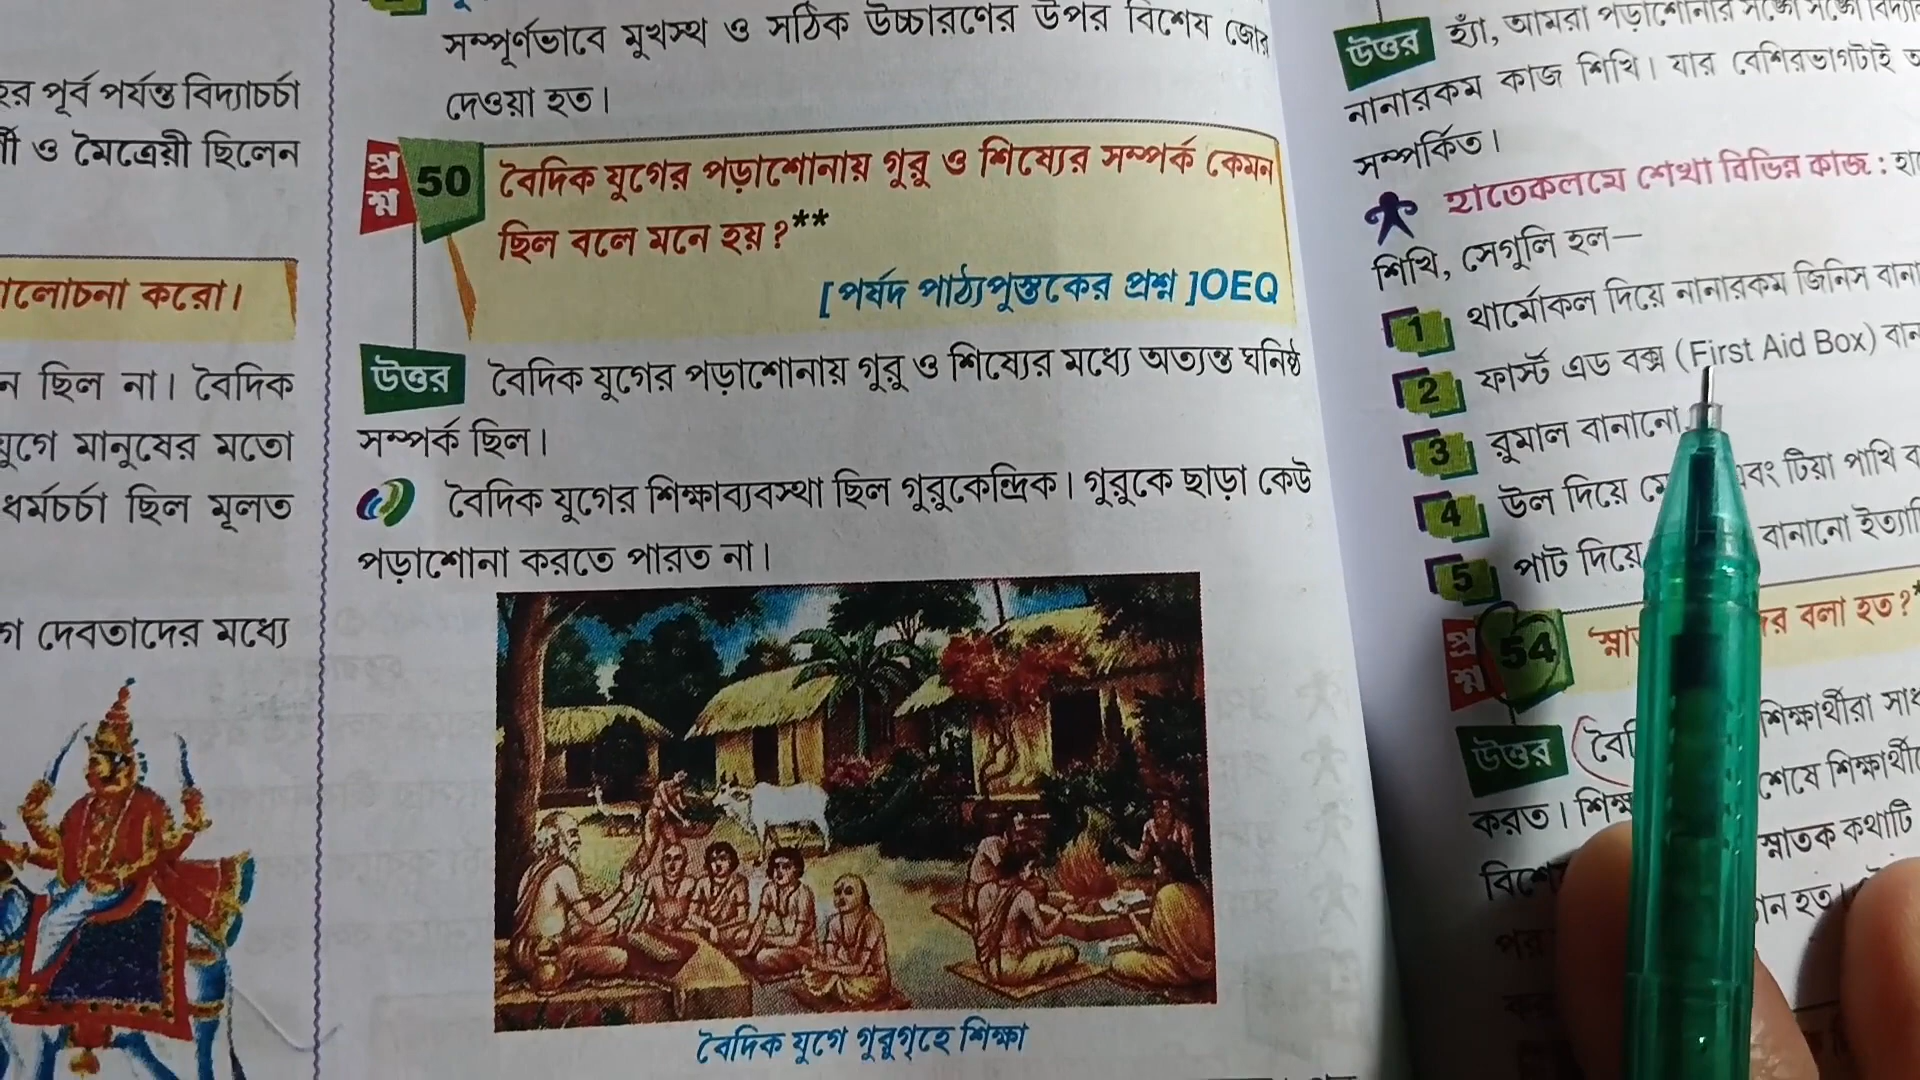 হর পূর্ব পর্যন্ত বিদ্যাচর্চা
র্গী ও মৈত্রেয়ী ছিলেন
ালোচনা করো।
ন ছিল না। বৈদিক
যুগে মানুষের মতো
ধর্মচর্চা ছিল মূলত
গ দেবতাদের মধ্যে
সম্পূর্ণভাবে মুখস্থ ও সঠিক উচ্চারণের উপর বিশেষ জোর
দেওয়া হত।
প্রশ্ন 50 বৈদিক যুগের পড়াশোনায় গুরু ও শিষ্যের সম্পর্ক কেমন
ছিল বলে মনে হয়?**
[পর্ষদ পাঠ্যপুস্তকের প্রশ্ন]OEQ
উত্তর বৈদিক যুগের পড়াশোনায় গুরু ও শিষ্যের মধ্যে অত্যন্ত ঘনিষ্ঠ
সম্পর্ক ছিল।
বৈদিক যুগের শিক্ষাব্যবস্থা ছিল গুরুকেন্দ্রিক। গুরুকে ছাড়া কেউ
পড়াশোনা করতে পারত না।
বৈদিক যুগে গুরুগৃহে শিক্ষা
উত্তর হ্যাঁ, আমরা পড়াশোনার সঙ্গে সঙ্গে
নানারকম কাজ শিখি। যার বেশিরভাগটাই
সম্পর্কিত।
হাতেকলমে শেখা বিভিন্ন কাজ :
শিখি, সেগুলি হল—
1 থার্মোকল দিয়ে নানারকম জিনিস বানা
2 ফার্স্ট এড বক্স (First Aid Box) বান
3 রুমাল বানানো
4 উল দিয়ে এবং টিয়া পাখি
5 পাট দিয়ে বানানো ইত্যাদি
প্রশ্ন 54 বলা হত?*
উত্তর শিক্ষার্থীরা
করত। শেষে
স্নাতক কথাটি